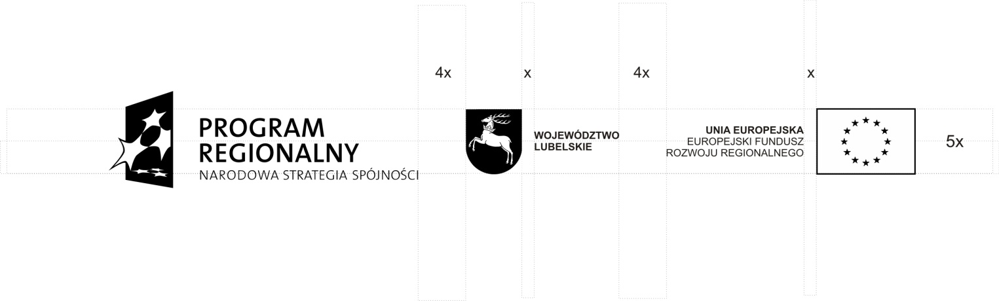 4x
x
4x
x
PROGRAM
REGIONALNY
NARODOWA STRATEGIA SPÓJNOŚCI
WOJEWÓDZTWO
LUBELSKIE
UNIA EUROPEJSKA
EUROPEJSKI FUNDUSZ
ROZWOJU REGIONALNEGO
5x